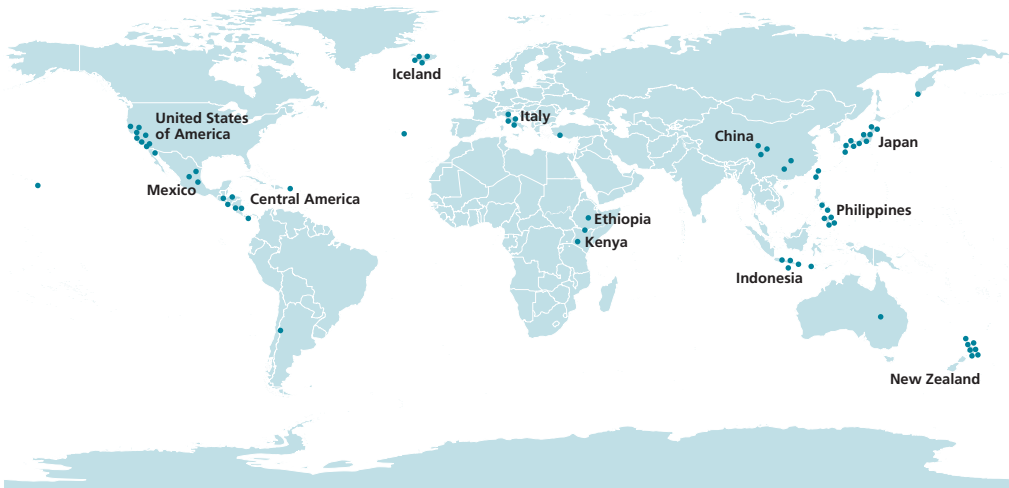 Iceland
United States
of America
Italy
China
Japan
Mexico
Central America
Ethiopia
Philippines
Kenya
Indonesia
New Zealand